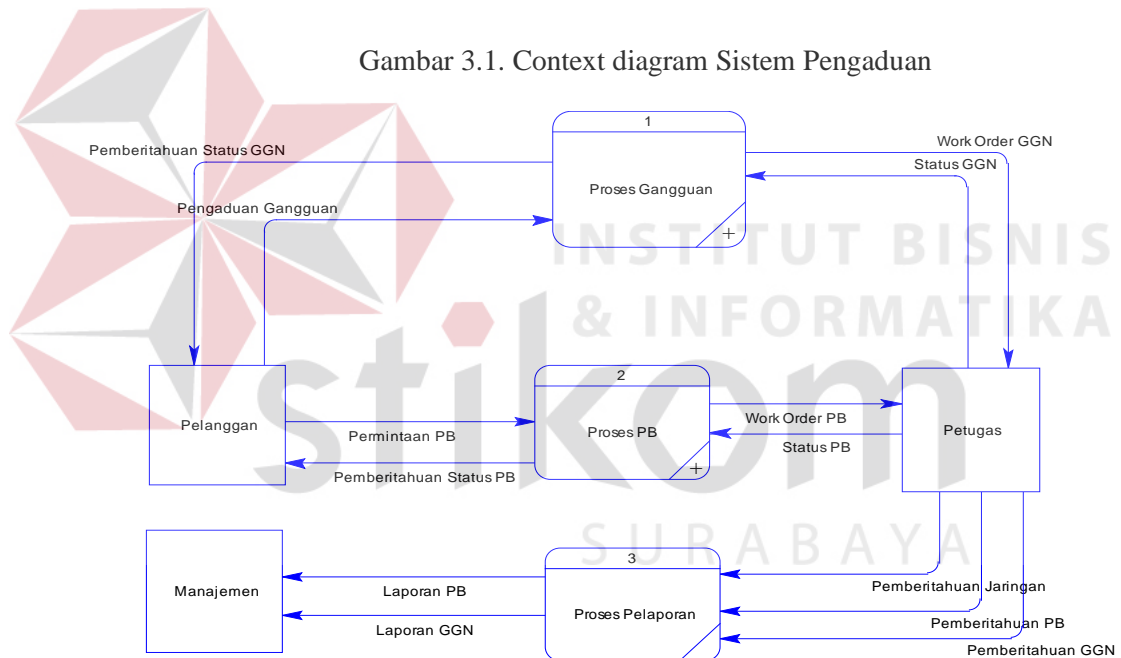 Gambar 3.1. Context diagram Sistem Pengaduan
1
Proses Gangguan
+
Pemberitahuan Status GGN
Pengaduan Gangguan
Work Order GGN
Status GGN
INSTITUT BISNIS
& INFORMATIKA
stikom
SURABAYA
Pelanggan
Permintaan PB
Pemberitahuan Status PB
2
Proses PB
+
Work Order PB
Status PB
Petugas
Manajemen
Laporan PB
Laporan GGN
3
Proses Pelaporan
Pemberitahuan Jaringan
Pemberitahuan PB
Pemberitahuan GGN